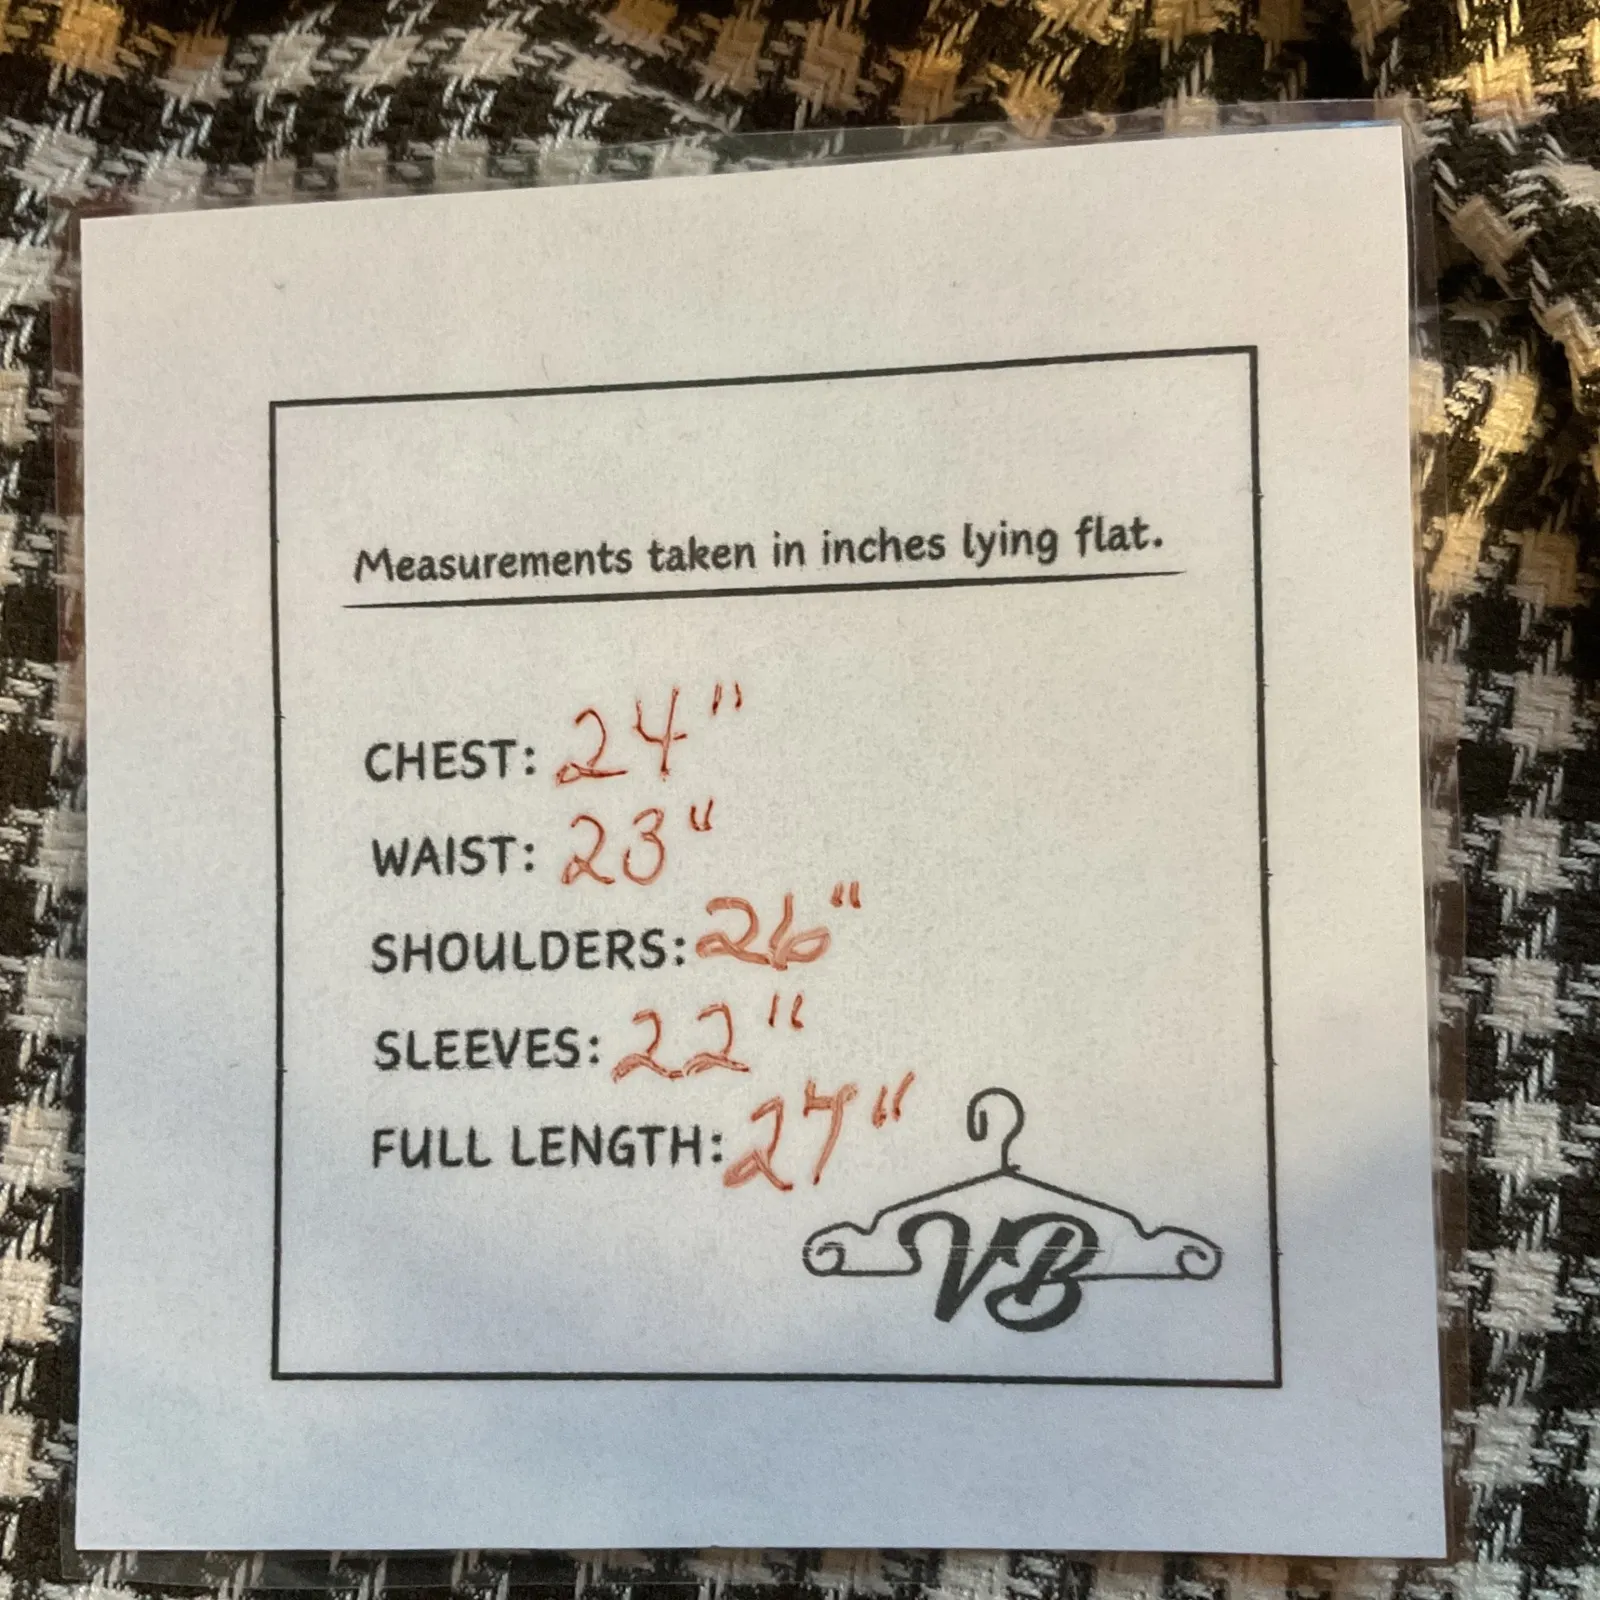 Measurements taken in inches lying flat.
CHEST: 24"
WAIST: 23"
SHOULDERS: 26"
SLEEVES: 22"
FULL LENGTH: 27"
VB